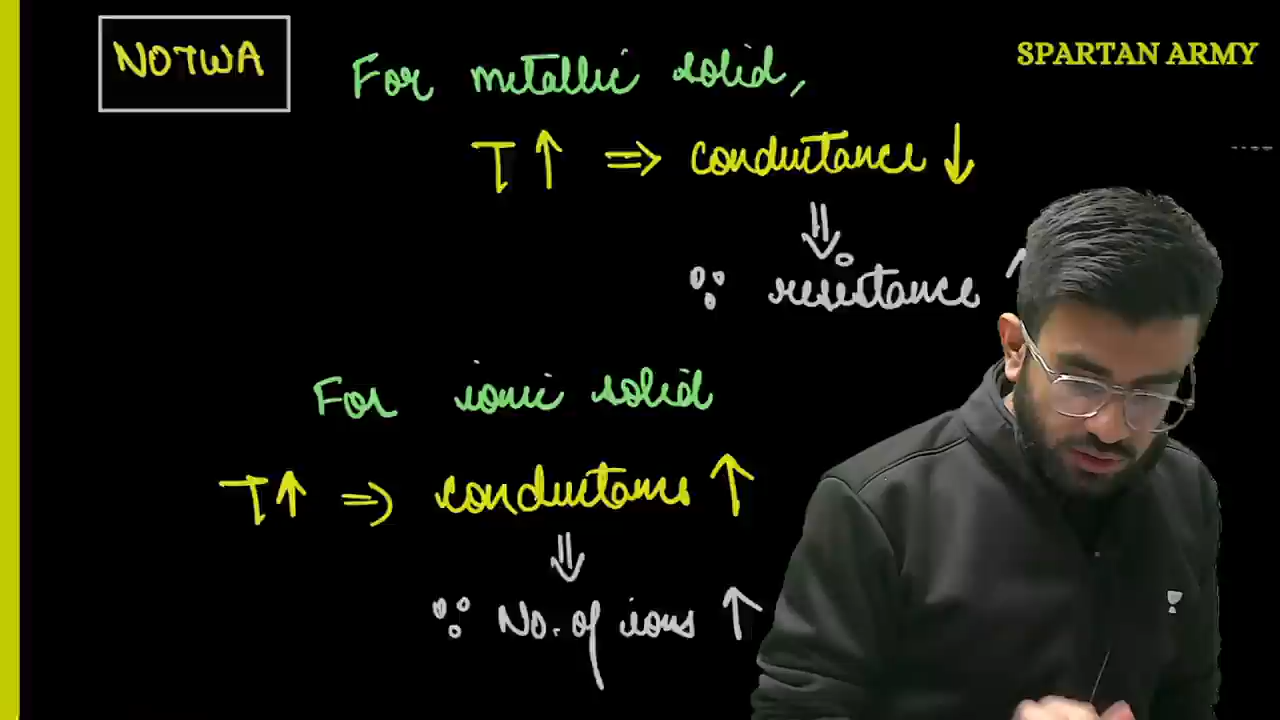 NOTWA
SPARTAN ARMY
For metallic solid,
T↑ ⇒ conductance ↓
⇓
∵ resistance ↑
For ionic solid
T↑ ⇒ conductance ↑
⇓
∵ No. of ions ↑